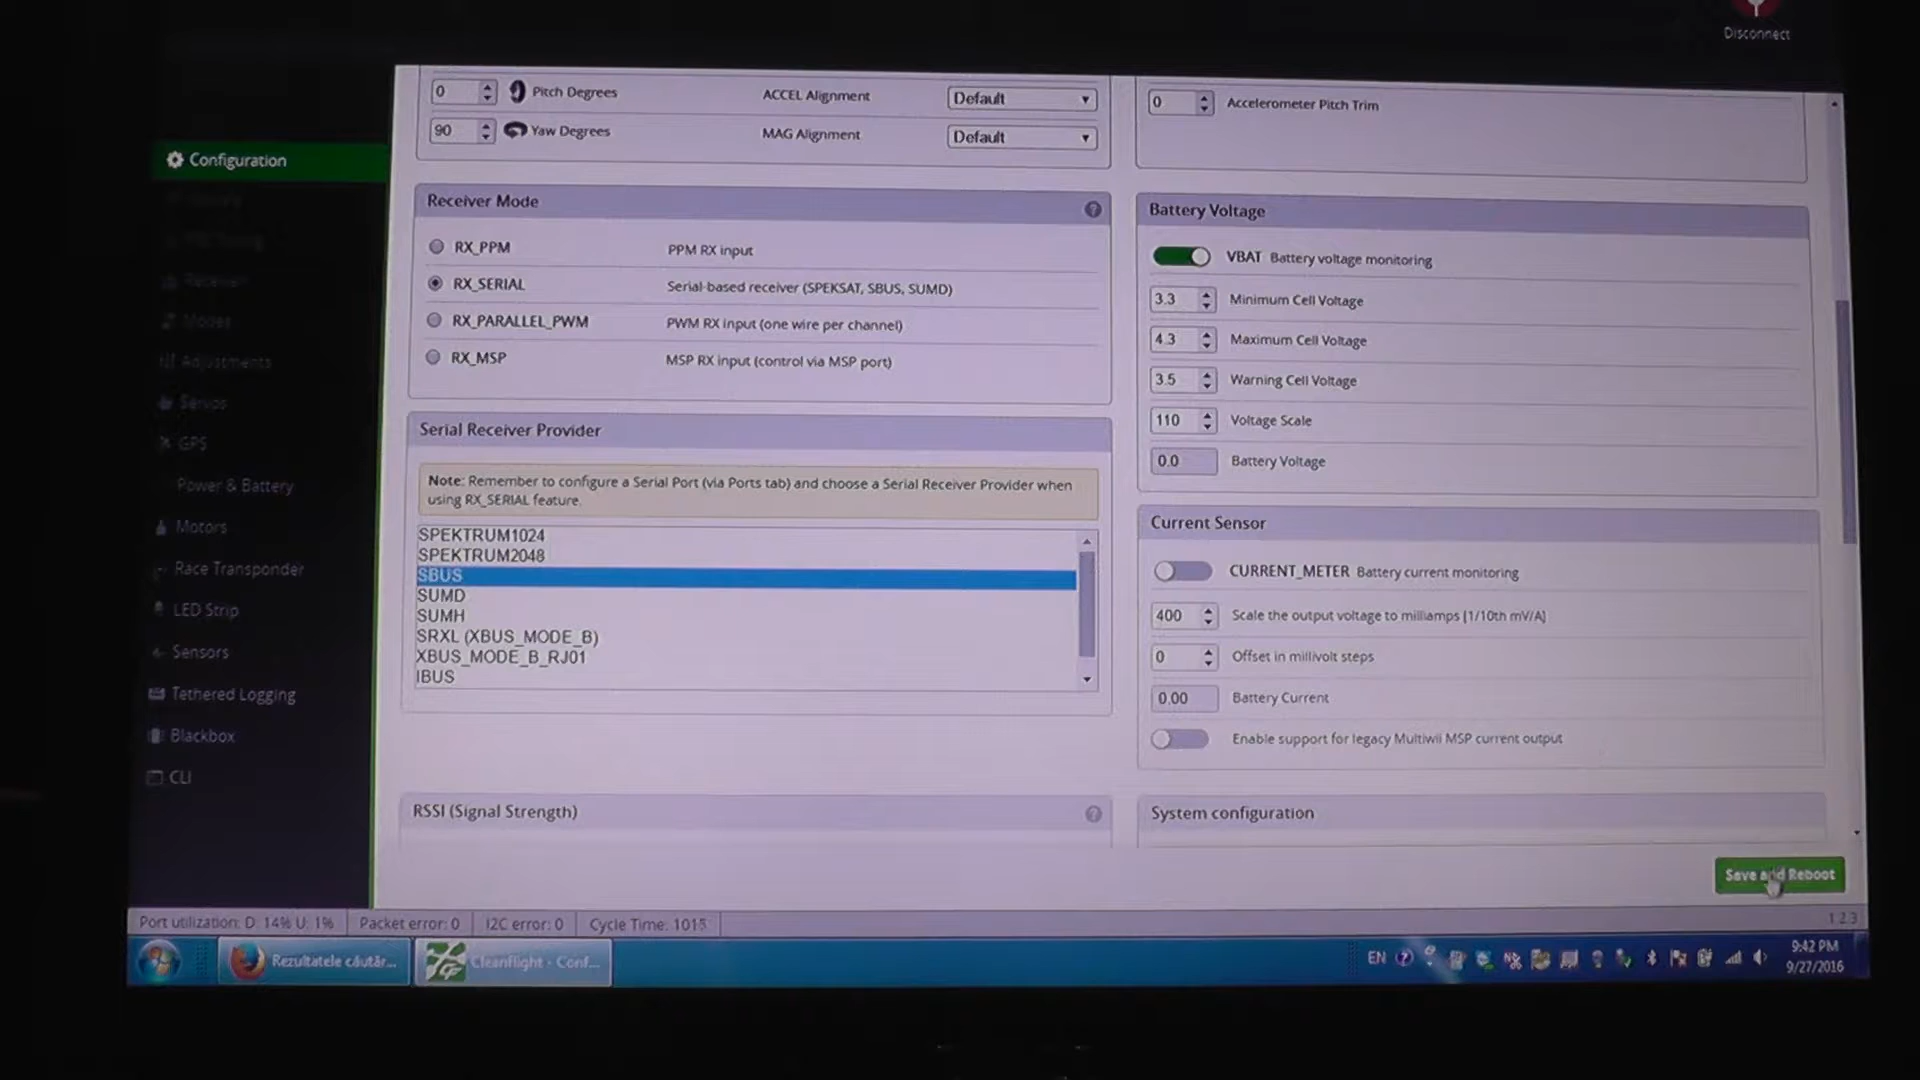 Disconnect
0 Pitch Degrees ACCEL Alignment Default
90 Yaw Degrees MAG Alignment Default
0 Accelerometer Pitch Trim
Configuration
Modes
Adjustments
Servos
GPS
Power & Battery
Motors
Race Transponder
LED Strip
Sensors
Tethered Logging
Blackbox
CLI
Receiver Mode
RX_PPM PPM RX input
RX_SERIAL Serial-based receiver (SPEKSAT, SBUS, SUMD)
RX_PARALLEL_PWM PWM RX input (one wire per channel)
RX_MSP MSP RX input (control via MSP port)
Serial Receiver Provider
Note: Remember to configure a Serial Port (via Ports tab) and choose a Serial Receiver Provider when
using RX_SERIAL feature.
SPEKTRUM1024
SPEKTRUM2048
SBUS
SUMD
SUMH
SRXL (XBUS_MODE_B)
XBUS_MODE_B_RJ01
IBUS
RSSI (Signal Strength)
Battery Voltage
VBAT Battery voltage monitoring
3.3 Minimum Cell Voltage
4.3 Maximum Cell Voltage
3.5 Warning Cell Voltage
110 Voltage Scale
0.0 Battery Voltage
Current Sensor
CURRENT_METER Battery current monitoring
400 Scale the output voltage to milliamps [1/10th mV/A]
0 Offset in millivolt steps
0.00 Battery Current
Enable support for legacy Multiwii MSP current output
System configuration
Save and Reboot
Port utilization: D: 14% U: 1% Packet error: 0 I2C error: 0 Cycle Time: 1015
1.2.3
Rezultatele căutăr...
Cleanflight - Conf...
EN
9:42 PM
9/27/2016